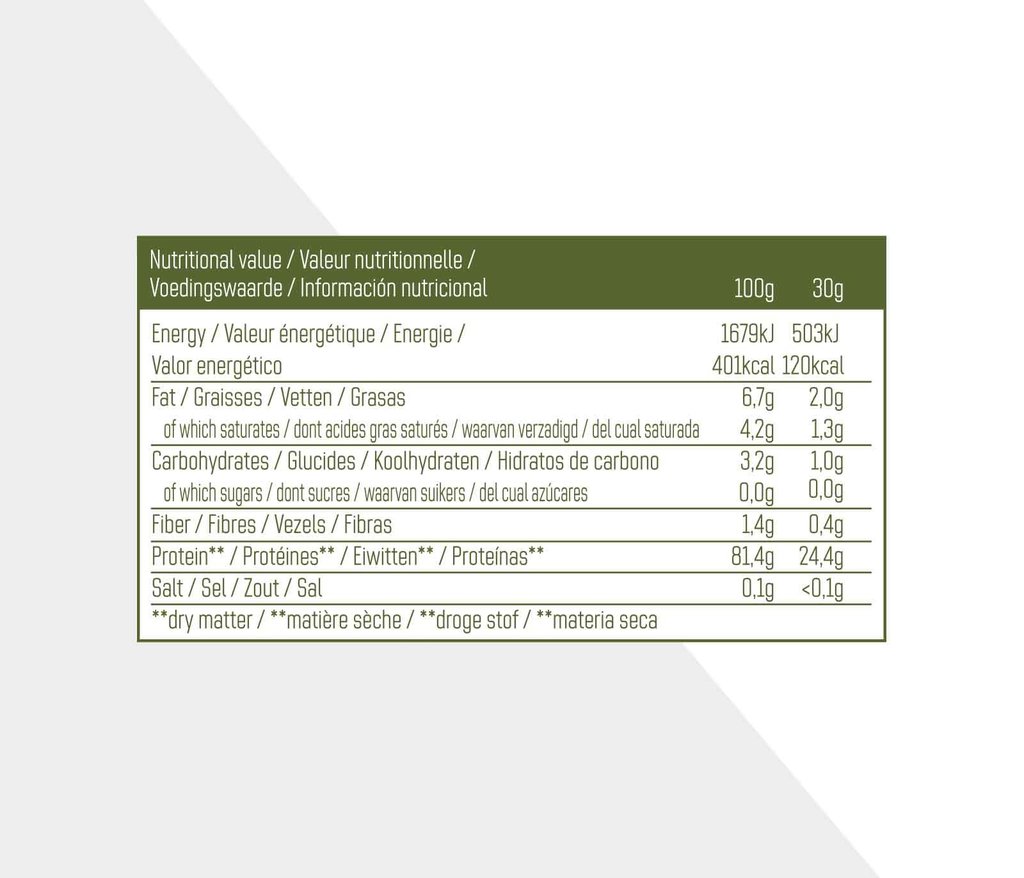 Nutritional value / Valeur nutritionnelle /
Voedingswaarde / Información nutricional 100g 30g
Energy / Valeur énergétique / Energie / 1679kJ 503kJ
Valor energético 401kcal 120kcal
Fat / Graisses / Vetten / Grasas 6,7g 2,0g
of which saturates / dont acides gras saturés / waarvan verzadigd / del cual saturada 4,2g 1,3g
Carbohydrates / Glucides / Koolhydraten / Hidratos de carbono 3,2g 1,0g
of which sugars / dont sucres / waarvan suikers / del cual azúcares 0,0g 0,0g
Fiber / Fibres / Vezels / Fibras 1,4g 0,4g
Protein** / Protéines** / Eiwitten** / Proteínas** 81,4g 24,4g
Salt / Sel / Zout / Sal 0,1g <0,1g
**dry matter / **matière sèche / **droge stof / **materia seca